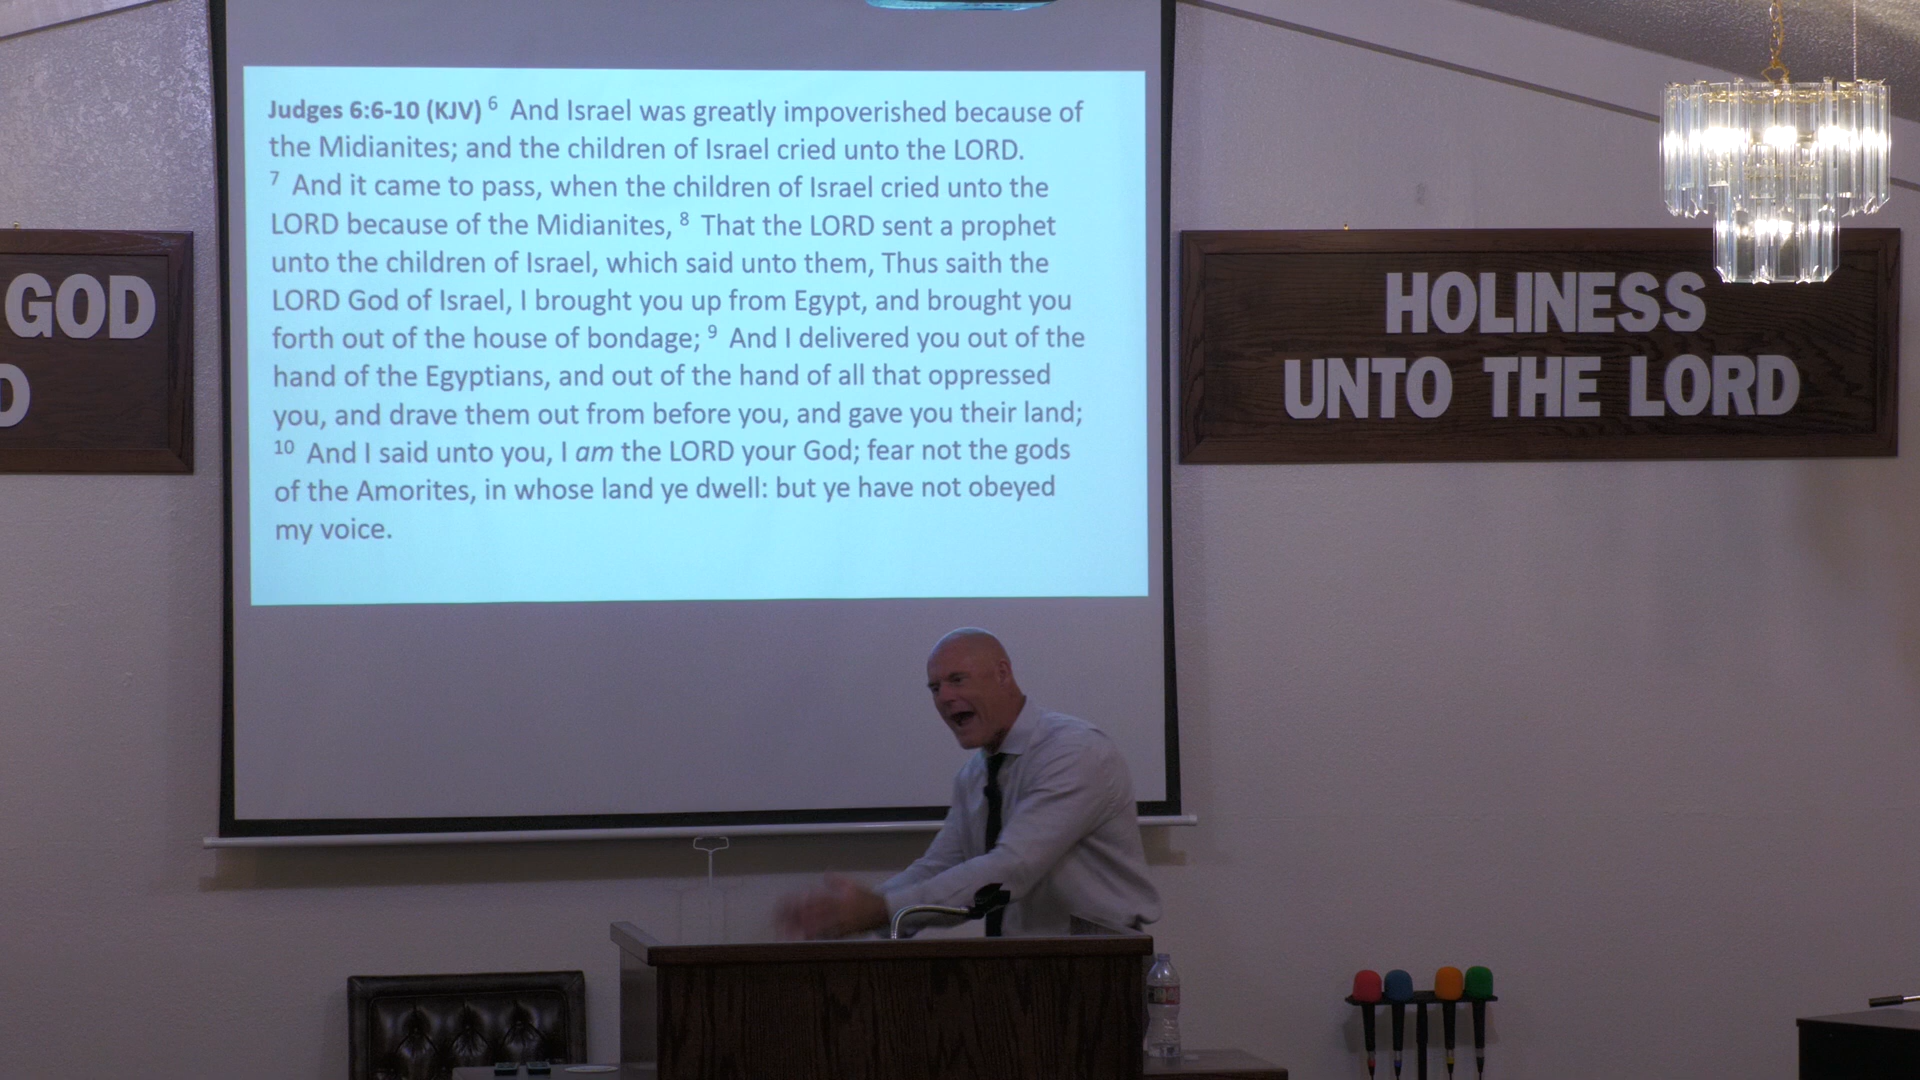 Judges 6:6-10 (KJV) 6 And Israel was greatly impoverished because of
the Midianites; and the children of Israel cried unto the LORD.
7 And it came to pass, when the children of Israel cried unto the
LORD because of the Midianites, 8 That the LORD sent a prophet
unto the children of Israel, which said unto them, Thus saith the
LORD God of Israel, I brought you up from Egypt, and brought you
forth out of the house of bondage; 9 And I delivered you out of the
hand of the Egyptians, and out of the hand of all that oppressed
you, and drave them out from before you, and gave you their land;
10 And I said unto you, I am the LORD your God; fear not the gods
of the Amorites, in whose land ye dwell: but ye have not obeyed
my voice.
GOD
D
HOLINESS
UNTO THE LORD